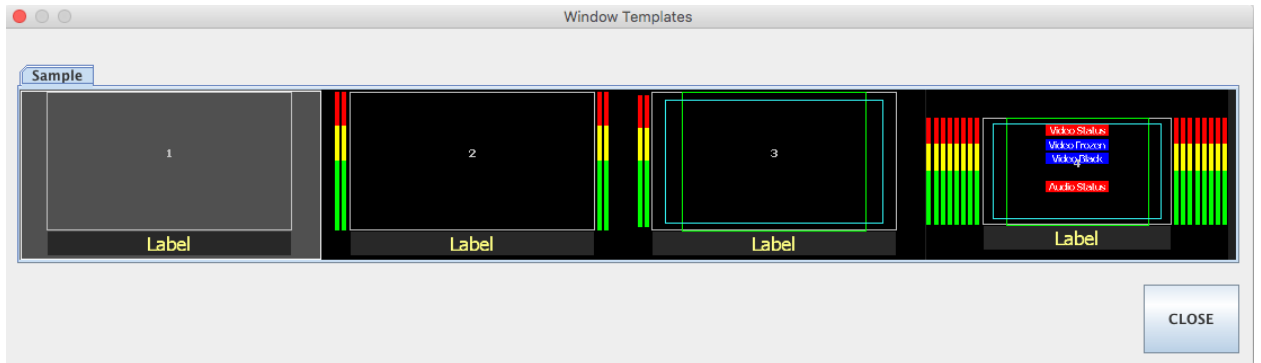 Window Templates
Sample
1
2
3
Video Status
Video Frozen
Video Black
4
Audio Status
Label
Label
Label
Label
CLOSE